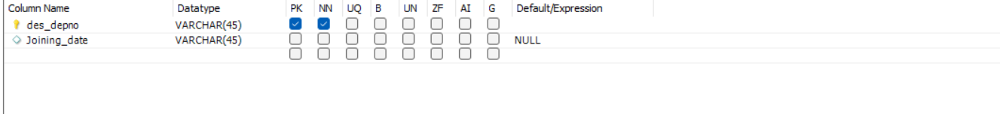 Column Name Datatype PK NN UQ B UN ZF AI G Default/Expression
des_depno VARCHAR(45)
Joining_date VARCHAR(45) NULL